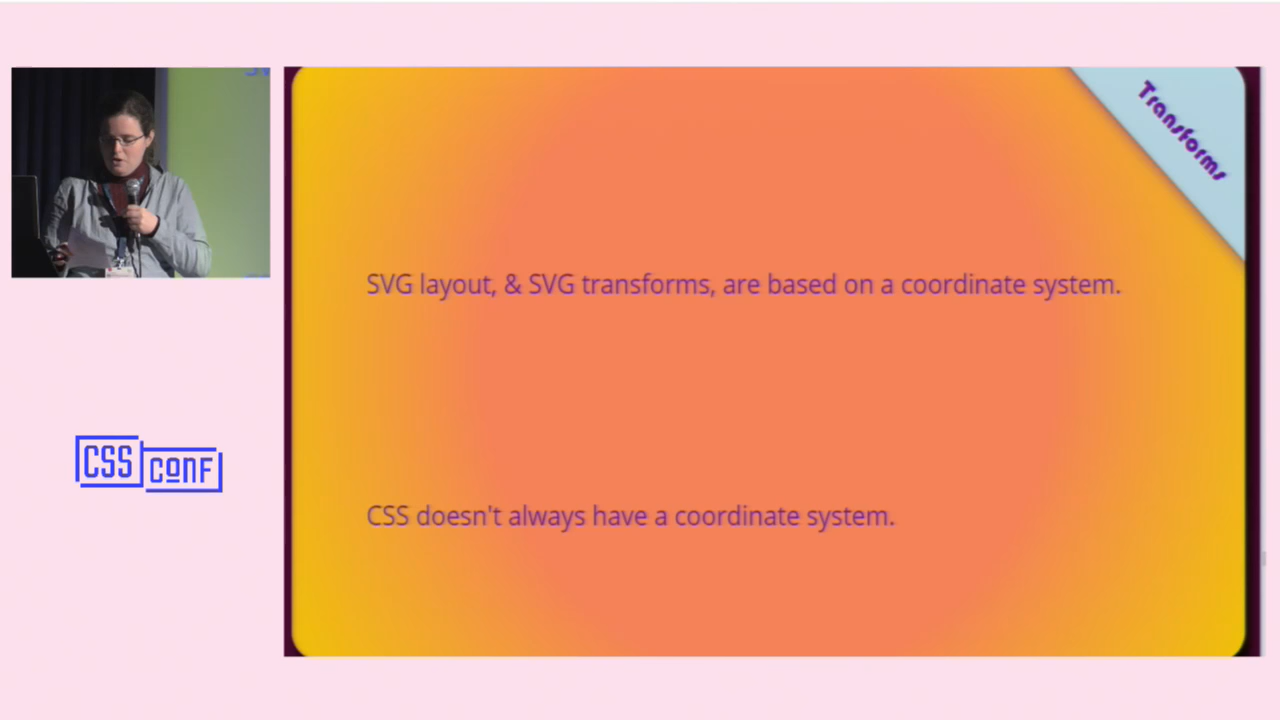 Transforms
SVG layout, & SVG transforms, are based on a coordinate system.
CSS doesn't always have a coordinate system.
CSS
CONF